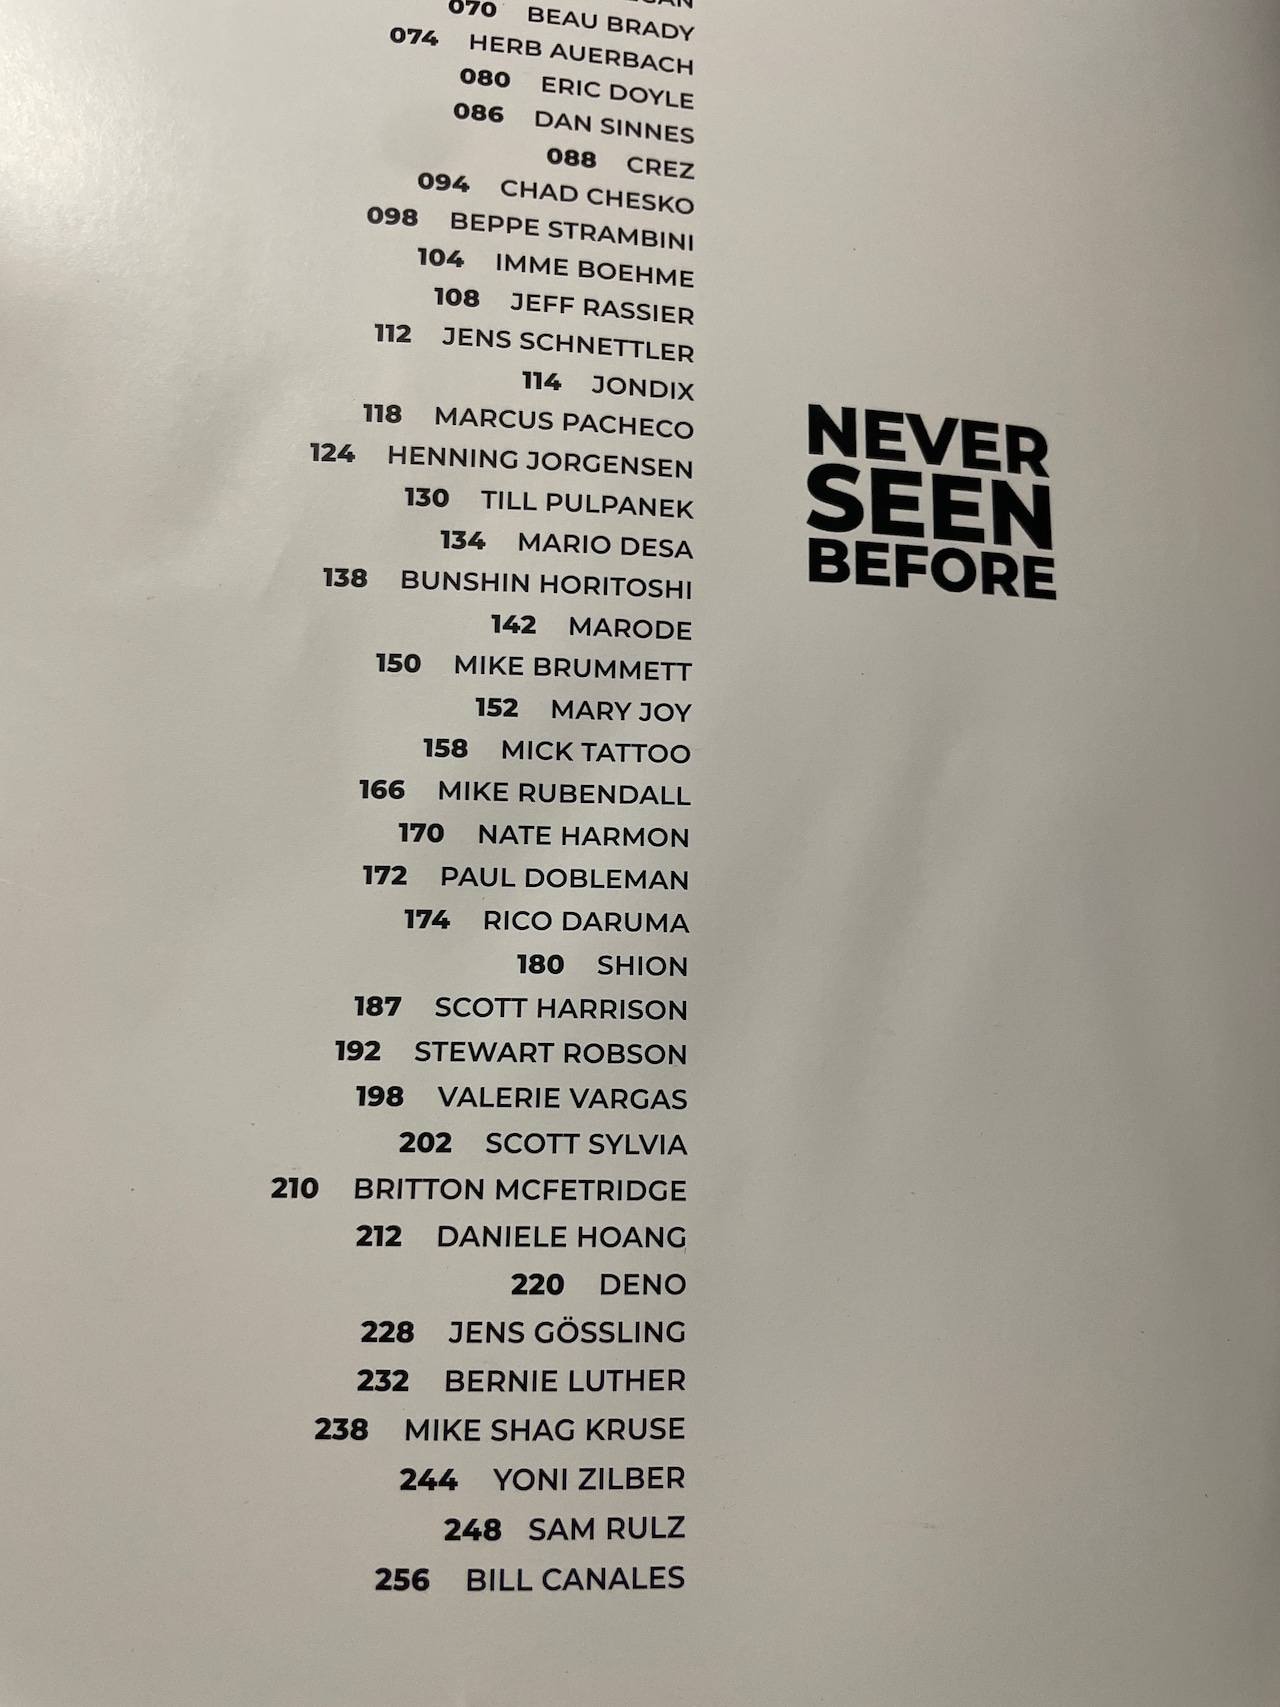 070 BEAU BRADY
074 HERB AUERBACH
080 ERIC DOYLE
086 DAN SINNES
088 CREZ
094 CHAD CHESKO
098 BEPPE STRAMBINI
104 IMME BOEHME
108 JEFF RASSIER
112 JENS SCHNETTLER
114 JONDIX
118 MARCUS PACHECO
124 HENNING JORGENSEN
130 TILL PULPANEK
134 MARIO DESA
138 BUNSHIN HORITOSHI
142 MARODE
150 MIKE BRUMMETT
152 MARY JOY
158 MICK TATTOO
166 MIKE RUBENDALL
170 NATE HARMON
172 PAUL DOBLEMAN
174 RICO DARUMA
180 SHION
187 SCOTT HARRISON
192 STEWART ROBSON
198 VALERIE VARGAS
202 SCOTT SYLVIA
210 BRITTON MCFETRIDGE
212 DANIELE HOANG
220 DENO
228 JENS GÖSSLING
232 BERNIE LUTHER
238 MIKE SHAG KRUSE
244 YONI ZILBER
248 SAM RULZ
256 BILL CANALES
NEVER
SEEN
BEFORE